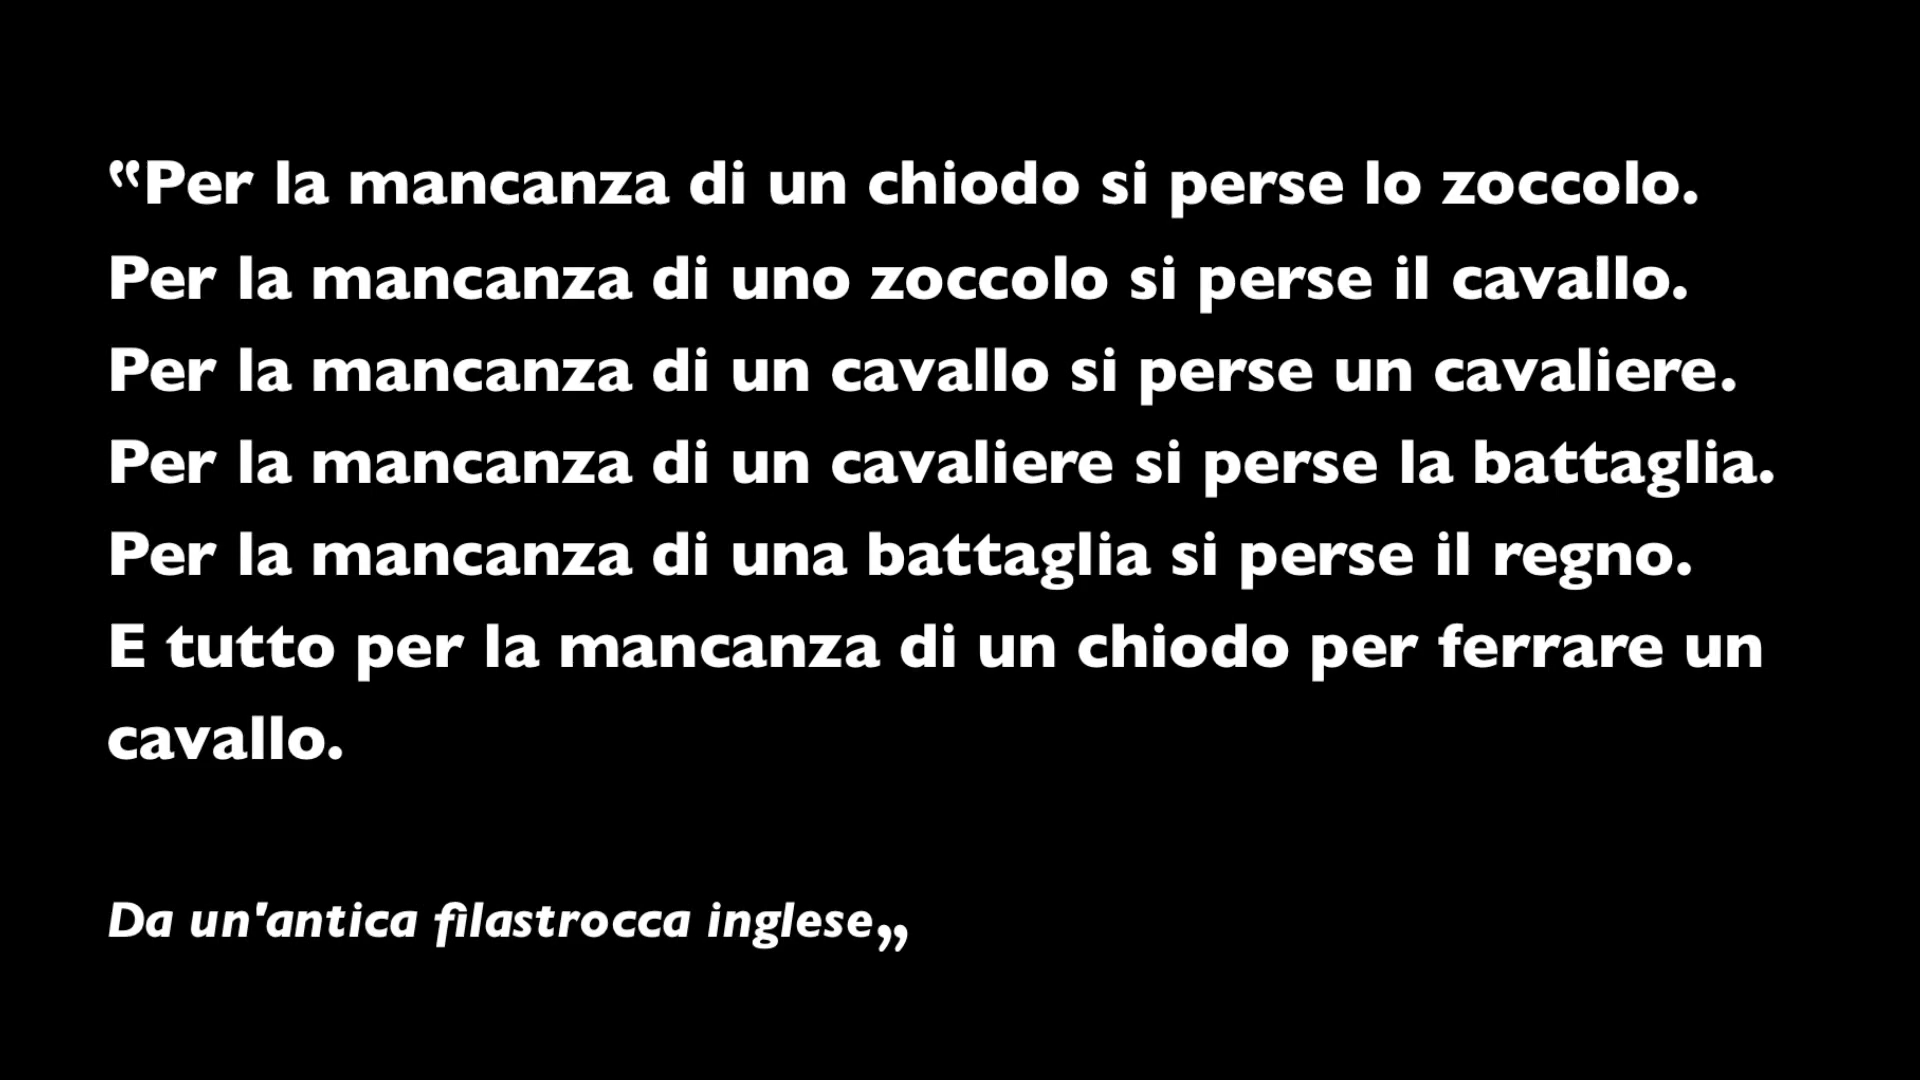 ‟Per la mancanza di un chiodo si perse lo zoccolo.
Per la mancanza di uno zoccolo si perse il cavallo.
Per la mancanza di un cavallo si perse un cavaliere.
Per la mancanza di un cavaliere si perse la battaglia.
Per la mancanza di una battaglia si perse il regno.
E tutto per la mancanza di un chiodo per ferrare un
cavallo.
Da un'antica filastrocca inglese„